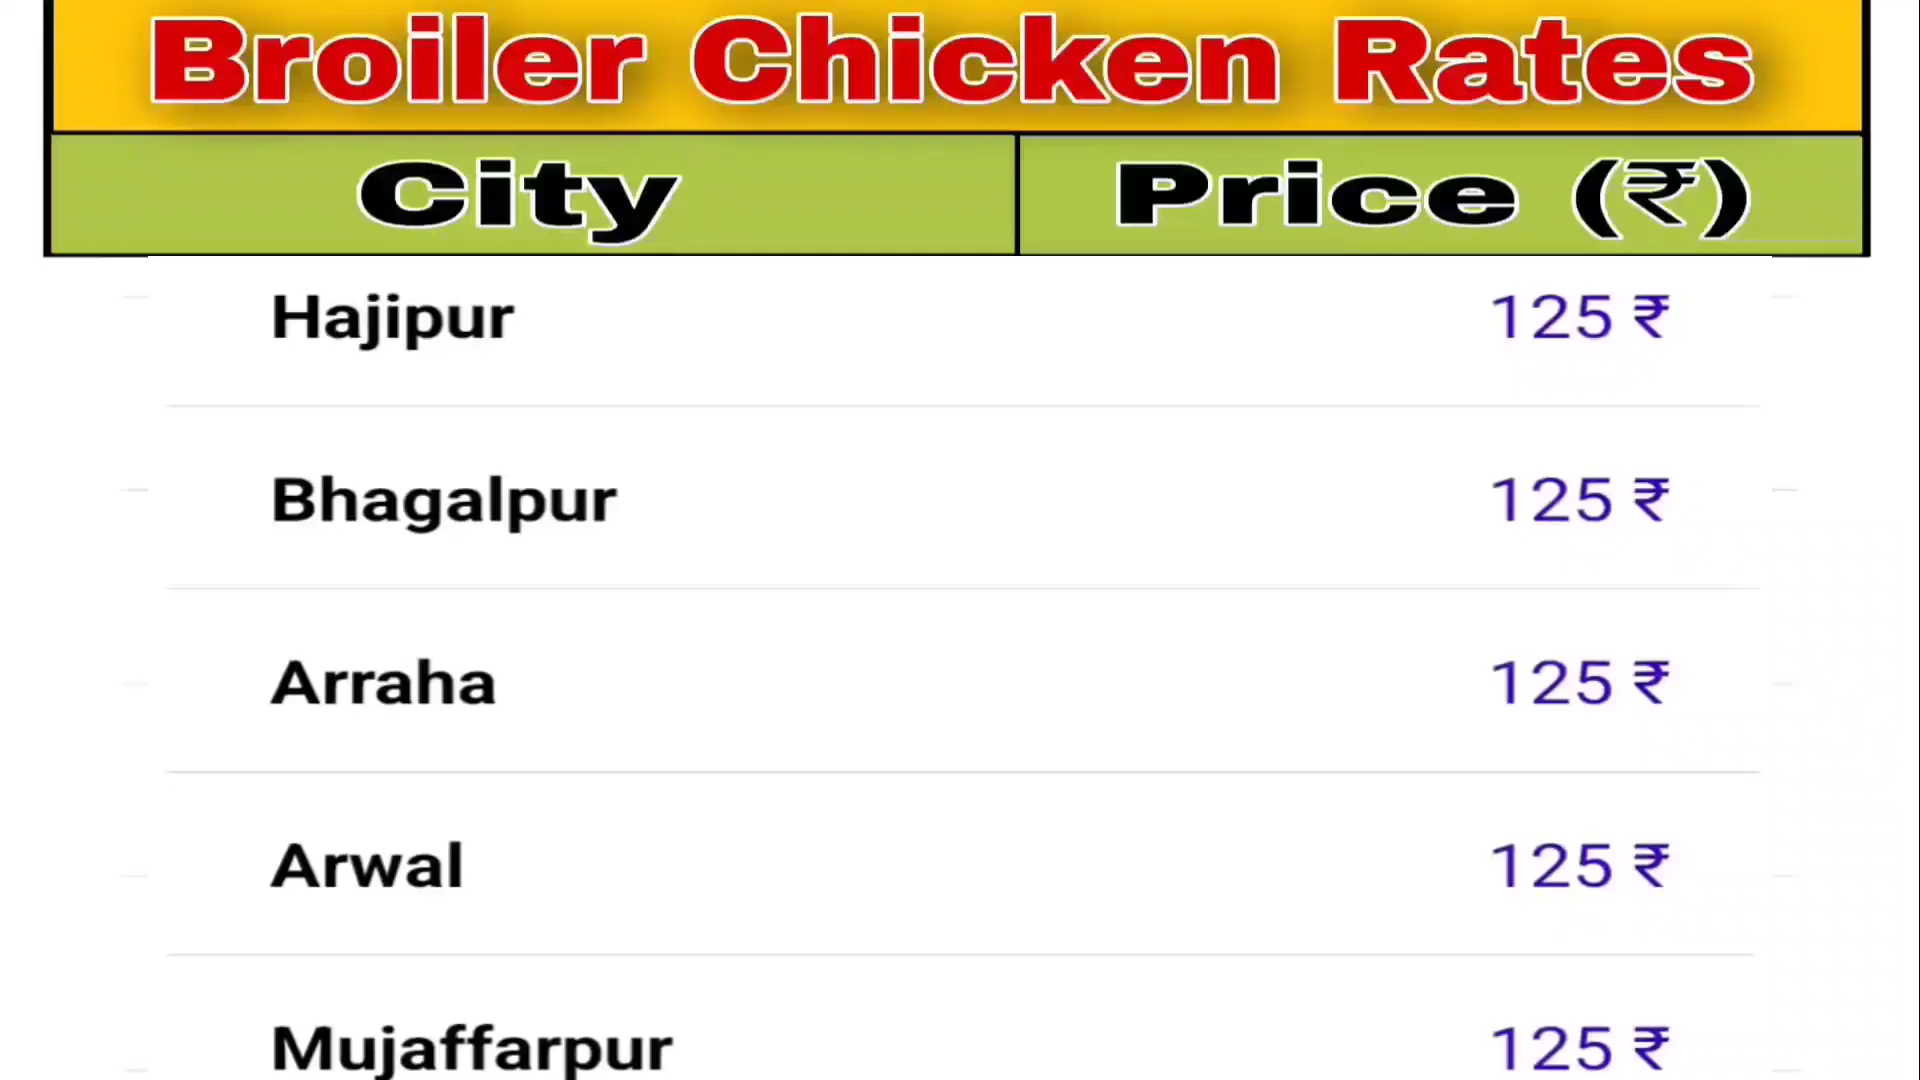 Broiler Chicken Rates
City Price (₹)
Hajipur 125 ₹
Bhagalpur 125 ₹
Arraha 125 ₹
Arwal 125 ₹
Mujaffarpur 125 ₹